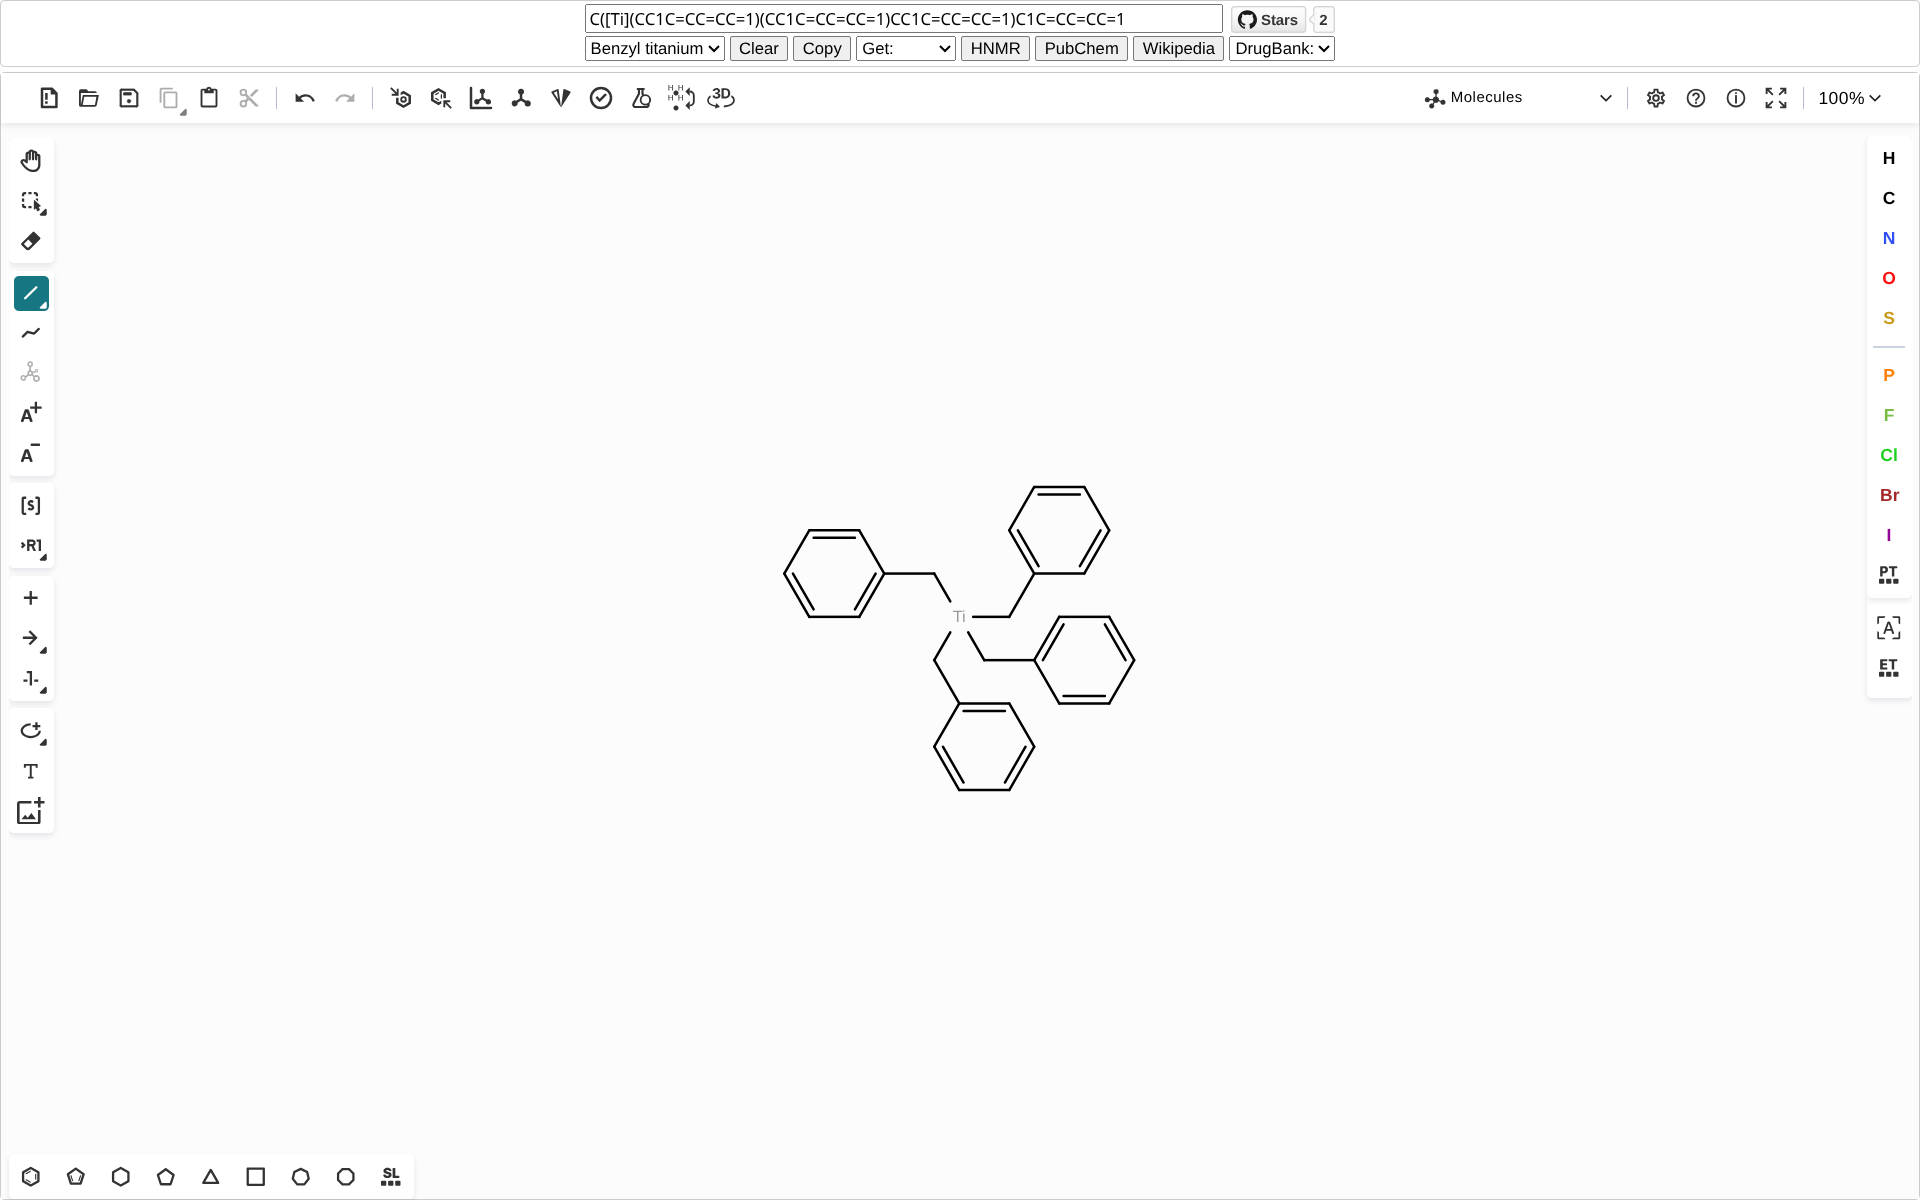 C([Ti](CC1C=CC=CC=1)(CC1C=CC=CC=1)CC1C=CC=CC=1)C1C=CC=CC=1
Stars 2
Benzyl titanium Clear Copy Get: HNMR PubChem Wikipedia DrugBank:
H H
H H
3D
Molecules
100%
H
C
N
O
S
P
F
Cl
Br
I
PT
A
ET
A+
A−
[S]
R1
T
Ti
SL